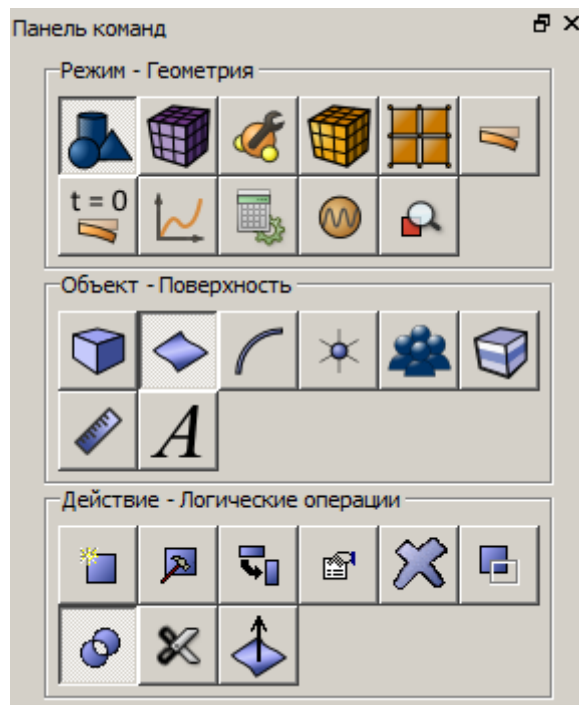 Панель команд
Режим - Геометрия
t = 0
Объект - Поверхность
A
Действие - Логические операции